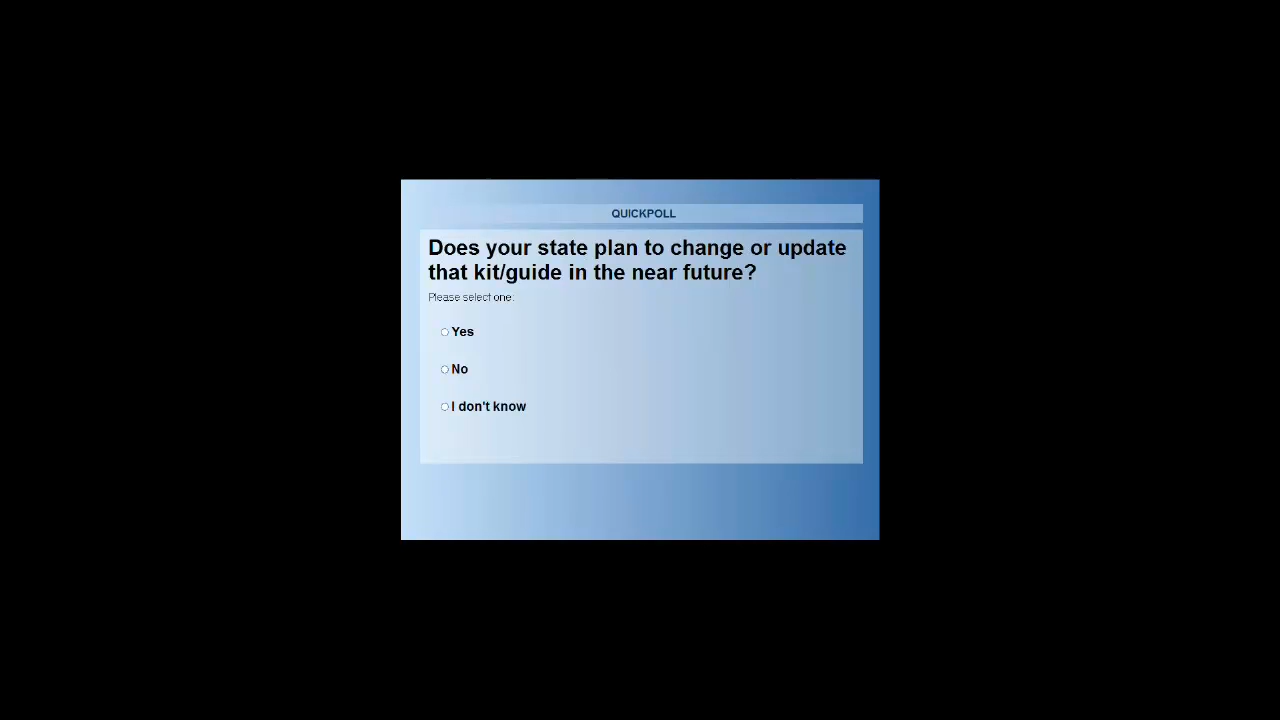 QUICKPOLL
Does your state plan to change or update
that kit/guide in the near future?
Please select one:
Yes
No
I don't know